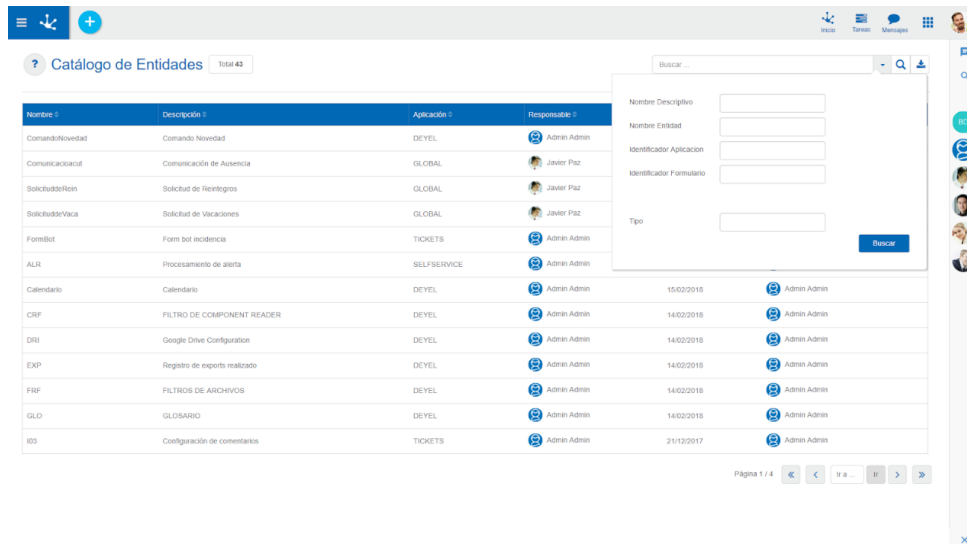 Inicio Tareas Mensajes
? Catálogo de Entidades Total 43 Buscar ...
Nombre Descripción Aplicación Responsable
Nombre Descriptivo
Nombre Entidad
Identificador Aplicacion
Identificador Formulario
Tipo
Buscar
ComandoNovedad Comando Novedad DEYEL Admin Admin
Comunicacioacut Comunicación de Ausencia GLOBAL Javier Paz
SolicituddeRein Solicitud de Reintegros GLOBAL Javier Paz
SolicituddeVaca Solicitud de Vacaciones GLOBAL Javier Paz
FormBot Form bot incidencia TICKETS Admin Admin
ALR Procesamiento de alerta SELFSERVICE Admin Admin
Calendario Calendario DEYEL Admin Admin 15/02/2018 Admin Admin
CRF FILTRO DE COMPONENT READER DEYEL Admin Admin 14/02/2018 Admin Admin
DRI Google Drive Configuration DEYEL Admin Admin 14/02/2018 Admin Admin
EXP Registro de exports realizado DEYEL Admin Admin 14/02/2018 Admin Admin
FRF FILTROS DE ARCHIVOS DEYEL Admin Admin 14/02/2018 Admin Admin
GLO GLOSARIO DEYEL Admin Admin 14/02/2018 Admin Admin
I03 Configuración de comentarios TICKETS Admin Admin 21/12/2017 Admin Admin
Página 1 / 4 Ir a ... Ir